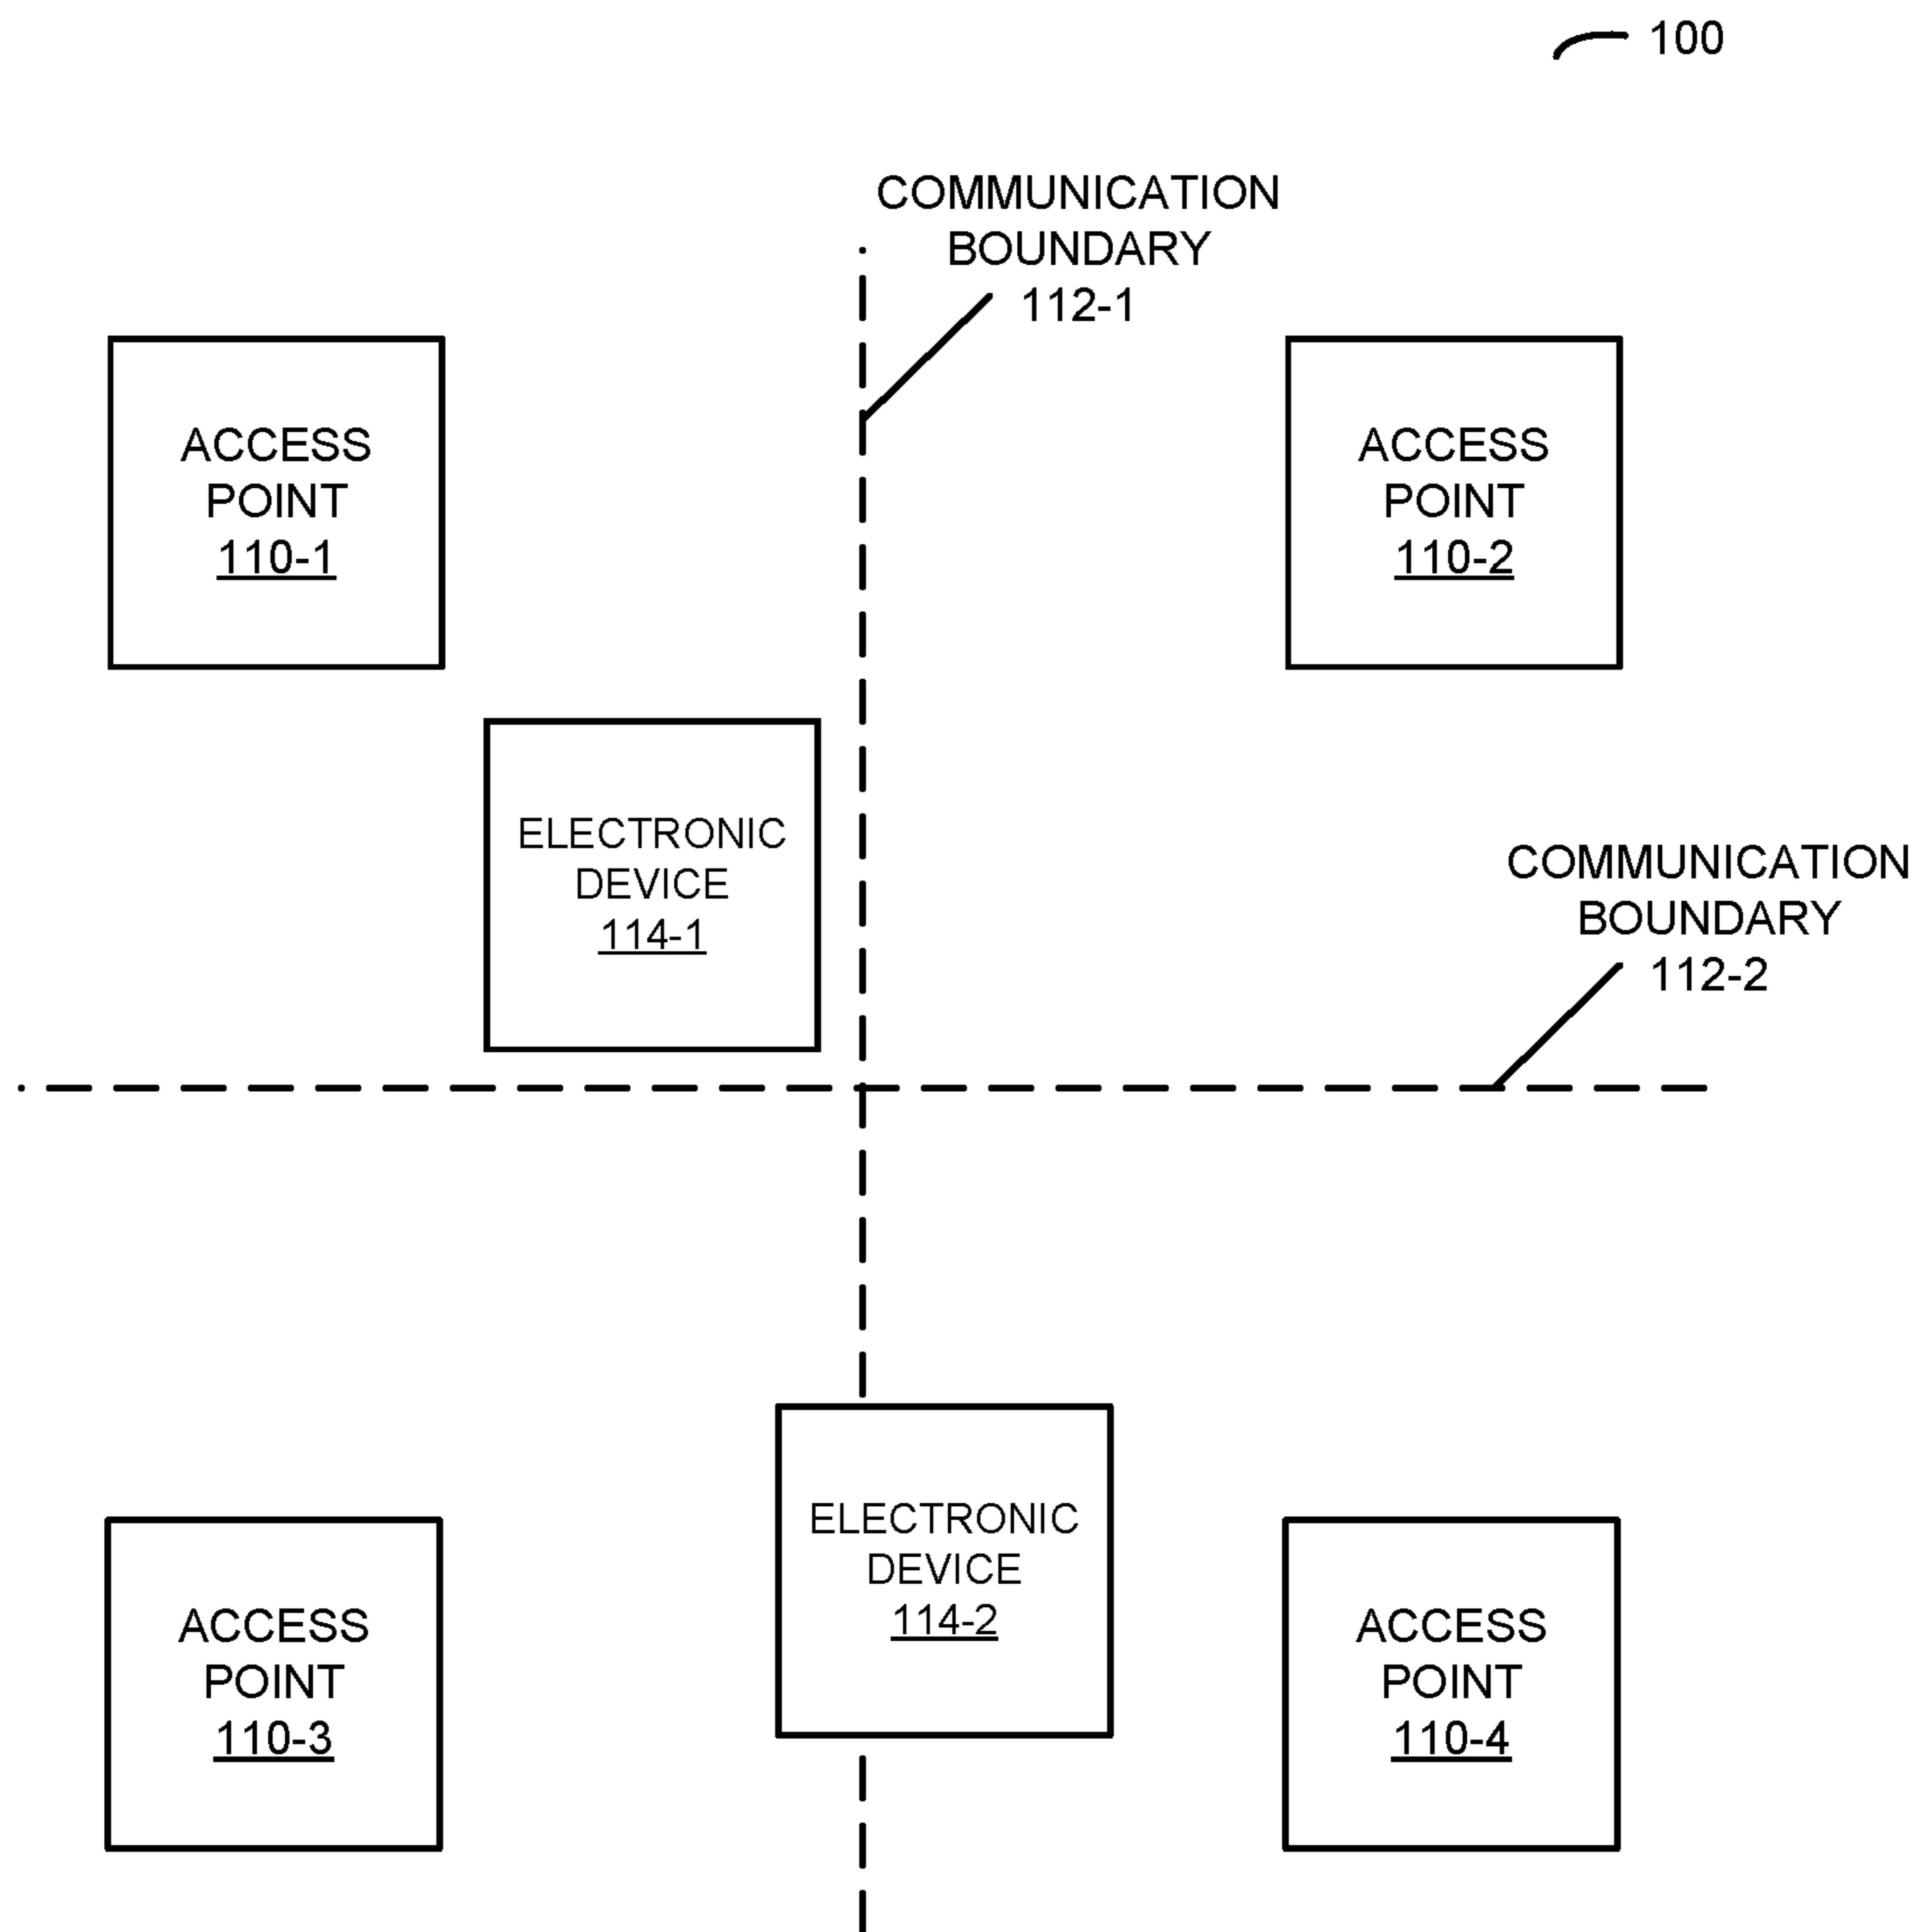 100
COMMUNICATION
BOUNDARY
112-1
ACCESS
POINT
110-1
ACCESS
POINT
110-2
ELECTRONIC
DEVICE
114-1
COMMUNICATION
BOUNDARY
112-2
ELECTRONIC
DEVICE
114-2
ACCESS
POINT
110-3
ACCESS
POINT
110-4